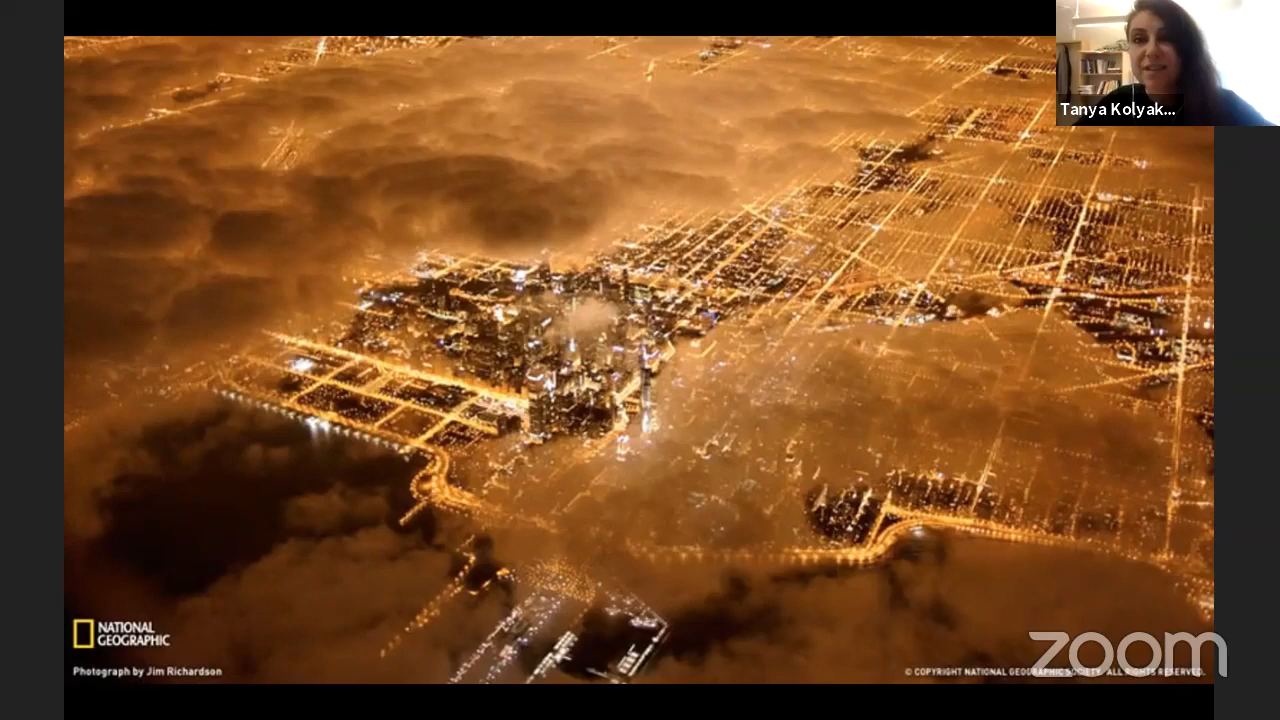 Tanya Kolyak...
NATIONAL
GEOGRAPHIC
Photograph by Jim Richardson
© COPYRIGHT NATIONAL GEOGRAPHIC SOCIETY. ALL RIGHTS RESERVED.
zoom